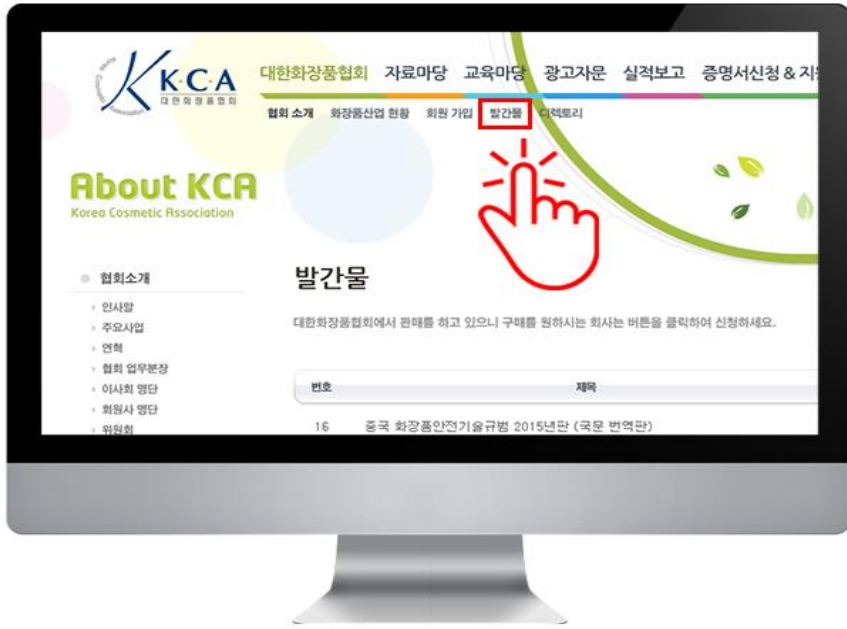 K·C·A
대한화장품협회
대한화장품협회 자료마당 교육마당 광고자문 실적보고 증명서신청 & 지원
협회 소개 화장품산업 현황 회원 가입 발간물 디렉토리
About KCA
Korea Cosmetic Association
협회소개
인사말
주요사업
연혁
협회 업무분장
이사회 명단
회원사 명단
위원회
발간물
대한화장품협회에서 판매를 하고 있으니 구매를 원하시는 회사는 버튼을 클릭하여 신청하세요.
번호 제목
16 중국 화장품안전기술규범 2015년판 (국문 번역판)